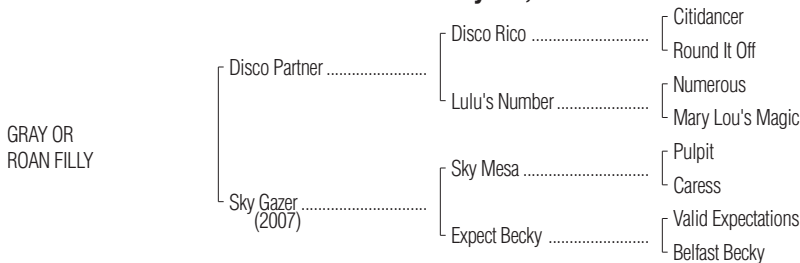 Citidancer
Disco Rico ..............................
Round It Off
Disco Partner .........................
Numerous
Lulu's Number .......................
Mary Lou's Magic
GRAY OR
ROAN FILLY
Pulpit
Sky Mesa ...............................
Caress
Sky Gazer ...............................
(2007)
Valid Expectations
Expect Becky .........................
Belfast Becky